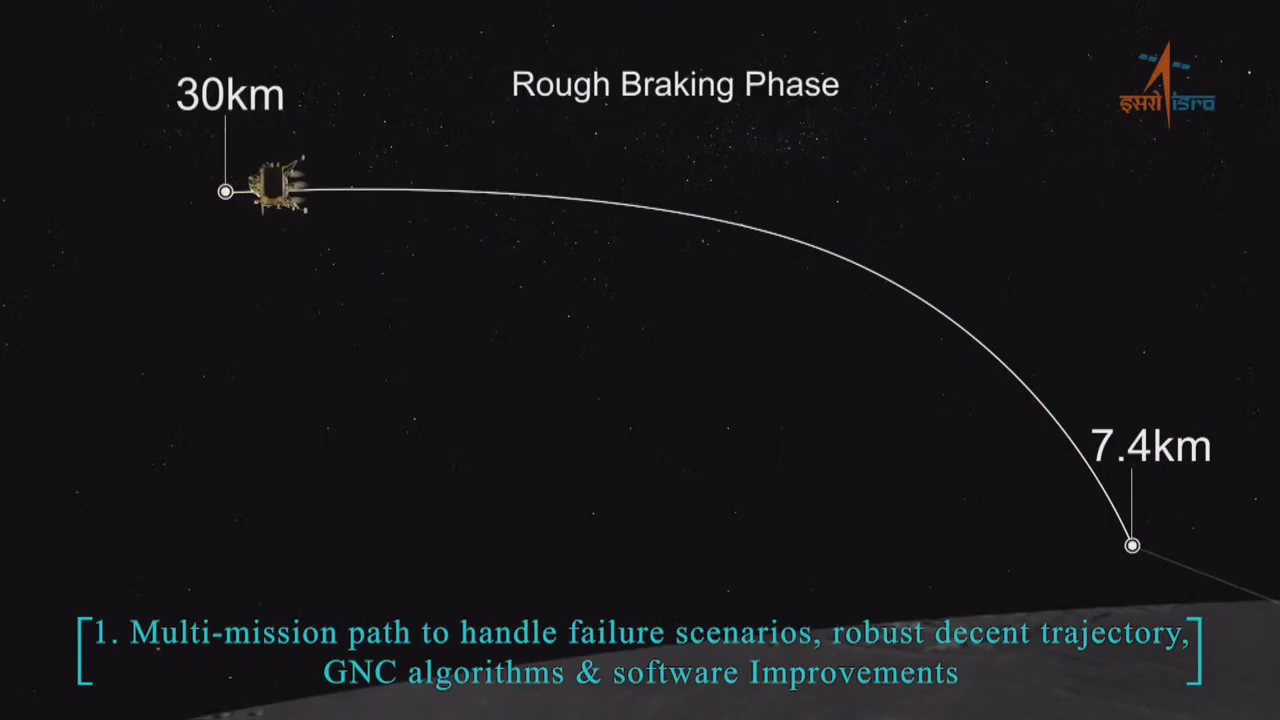 30km
Rough Braking Phase
इसरो isro
7.4km
1. Multi-mission path to handle failure scenarios, robust decent trajectory,
GNC algorithms & software Improvements